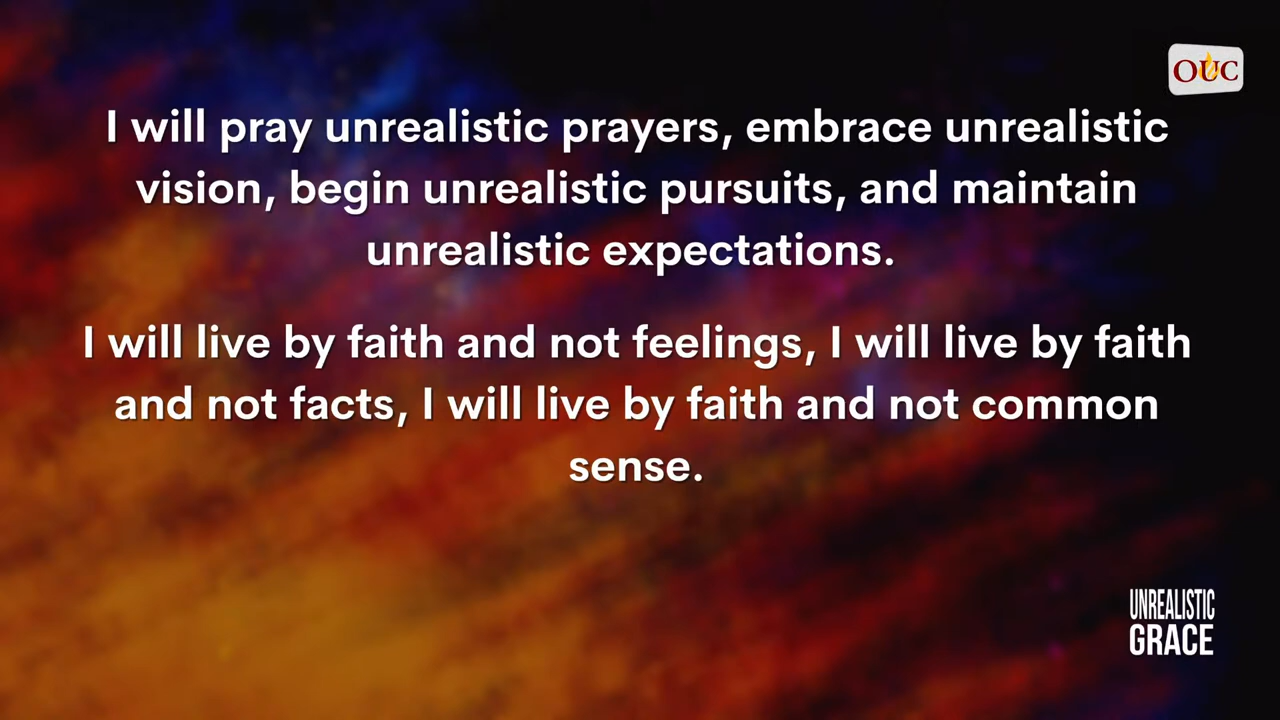 OUC
I will pray unrealistic prayers, embrace unrealistic
vision, begin unrealistic pursuits, and maintain
unrealistic expectations.
I will live by faith and not feelings, I will live by faith
and not facts, I will live by faith and not common
sense.
UNREALISTIC
GRACE